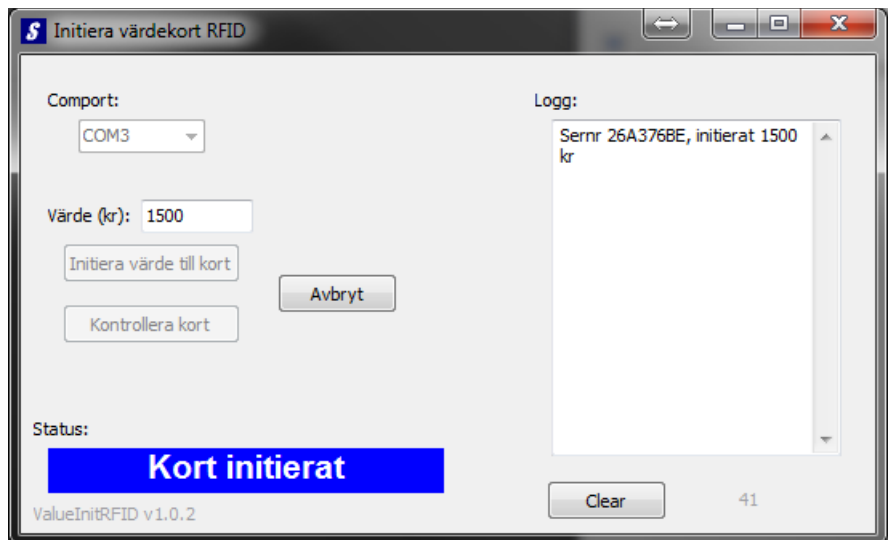 S Initiera värdekort RFID
Comport:
COM3
Värde (kr): 1500
Initiera värde till kort
Avbryt
Kontrollera kort
Status:
Kort initierat
ValueInitRFID v1.0.2
Logg:
Sernr 26A376BE, initierat 1500
kr
Clear
41